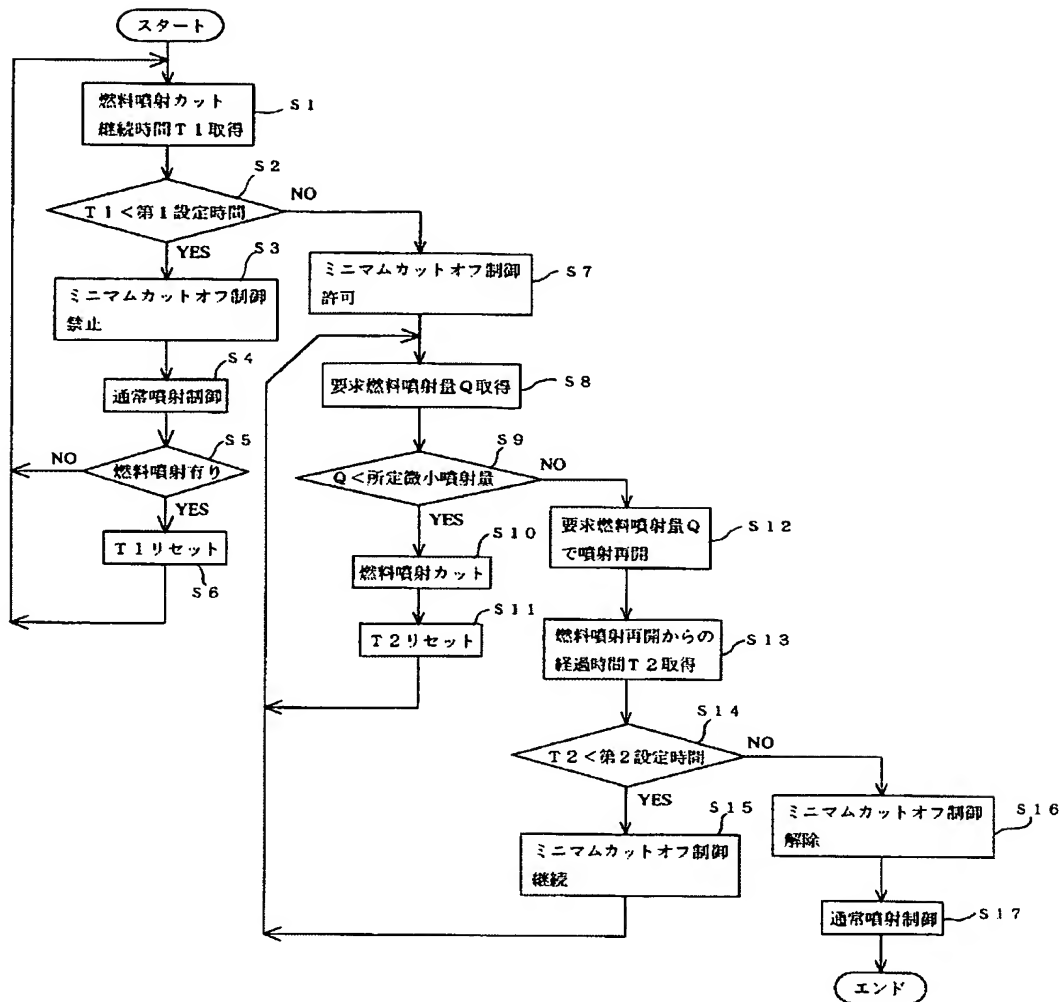 スタート
燃料噴射カット
継続時間T1取得
S1
S2
T1<第1設定時間
NO
YES
S3
ミニマムカットオフ制御
禁止
S4
通常噴射制御
S5
燃料噴射有り
NO
YES
T1リセット
S6
ミニマムカットオフ制御
許可
S7
要求燃料噴射量Q取得
S8
S9
Q<所定微小噴射量
NO
YES
S10
燃料噴射カット
S11
T2リセット
要求燃料噴射量Q
で噴射再開
S12
燃料噴射再開からの
経過時間T2取得
S13
S14
T2<第2設定時間
NO
YES
S15
ミニマムカットオフ制御
継続
ミニマムカットオフ制御
解除
S16
通常噴射制御
S17
エンド